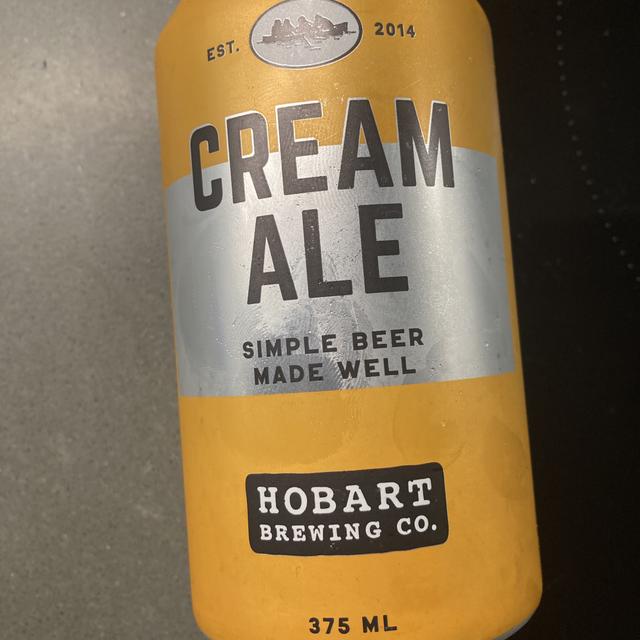 EST. 2014
CREAM
ALE
SIMPLE BEER
MADE WELL
HOBART
BREWING CO.
375 ML